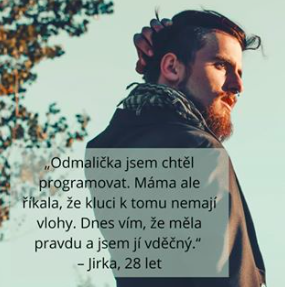 „Odmalička jsem chtěl
programovat. Máma ale
říkala, že kluci k tomu nemají
vlohy. Dnes vím, že měla
pravdu a jsem jí vděčný.“
– Jirka, 28 let